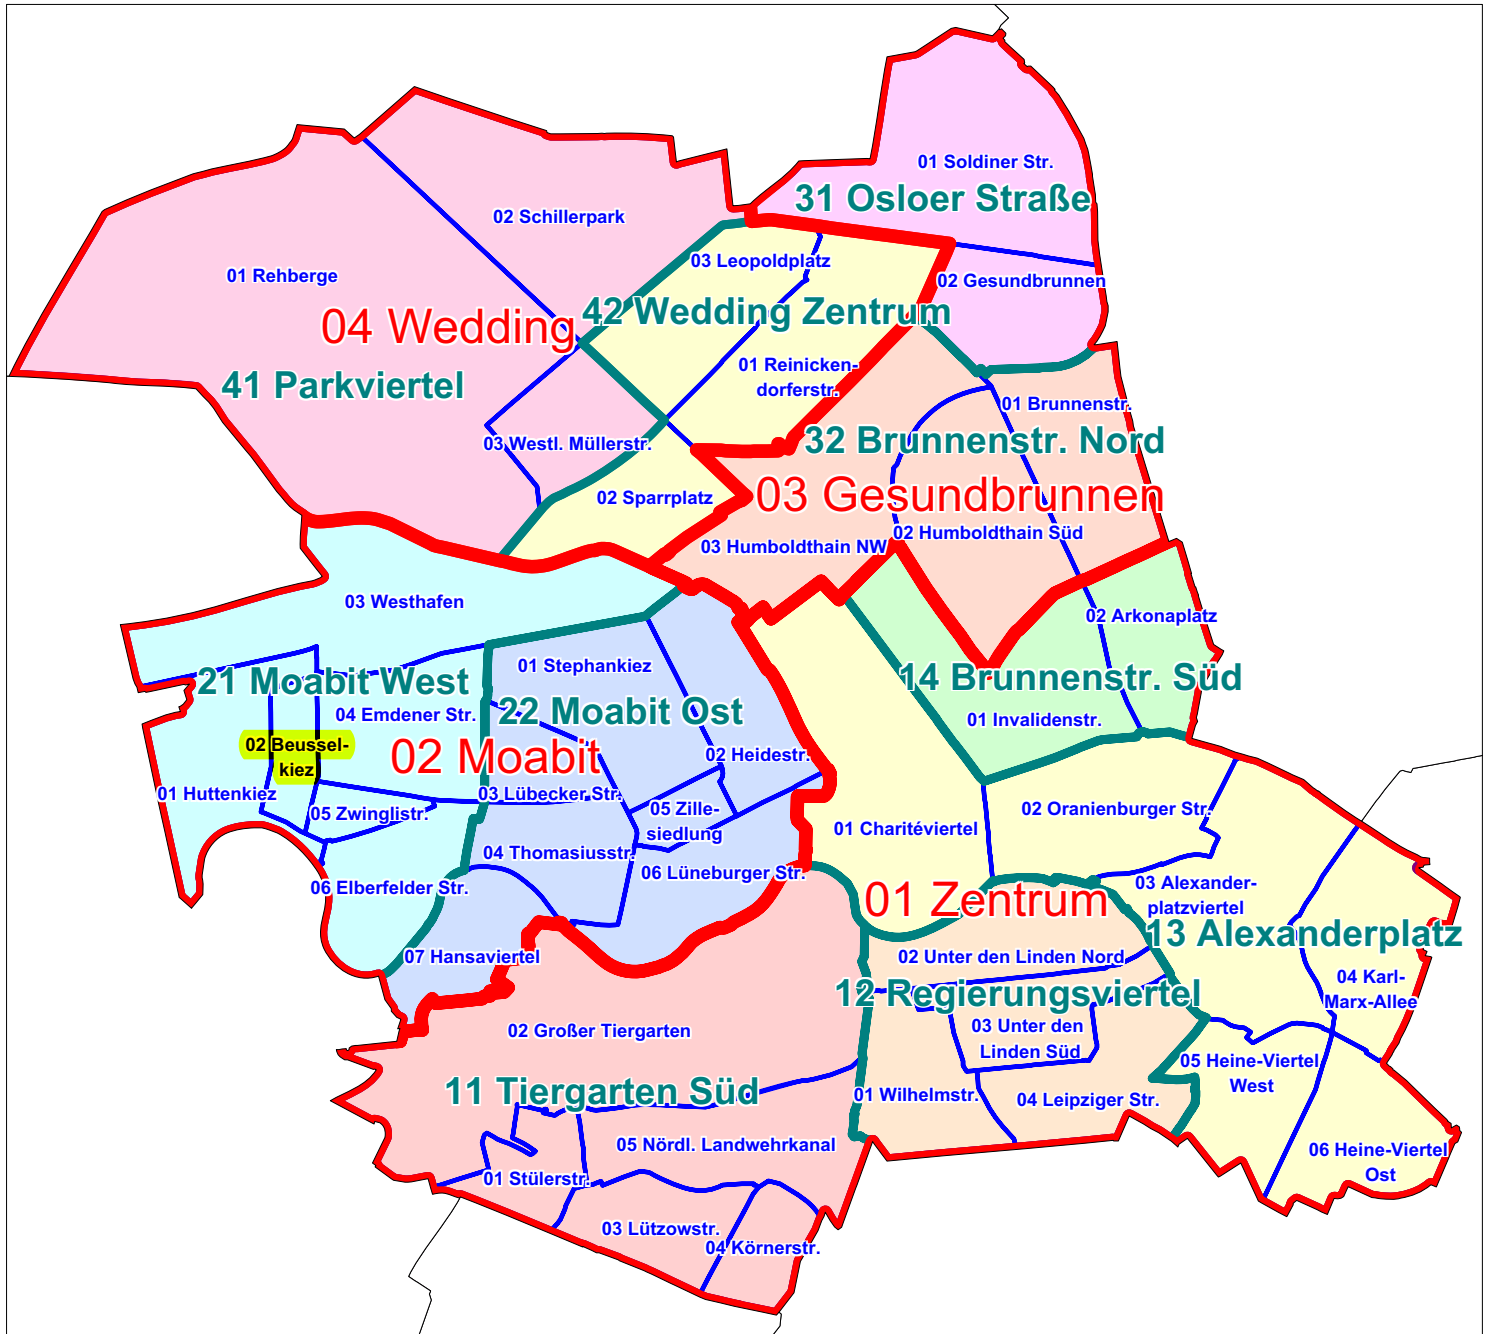 01 Soldiner Str.
31 Osloer Straße
02 Schillerpark
03 Leopoldplatz
01 Rehberge
02 Gesundbrunnen
04 Wedding
42 Wedding Zentrum
01 Reinicken-
dorferstr.
41 Parkviertel
01 Brunnenstr.
03 Westl. Müllerstr.
32 Brunnenstr. Nord
02 Sparrplatz
03 Gesundbrunnen
02 Humboldthain Süd
03 Humboldthain NW
03 Westhafen
02 Arkonaplatz
01 Stephankiez
21 Moabit West
14 Brunnenstr. Süd
04 Emdener Str.
22 Moabit Ost
01 Invalidenstr.
02 Beussel-
kiez
02 Moabit
02 Heidestr.
01 Huttenkiez
03 Lübecker Str.
05 Zwinglistr.
05 Zille-
siedlung
02 Oranienburger Str.
01 Charitéviertel
04 Thomasiusstr.
06 Lüneburger Str.
06 Elberfelder Str.
03 Alexander-
platzviertel
01 Zentrum
13 Alexanderplatz
07 Hansaviertel
02 Unter den Linden Nord
04 Karl-
Marx-Allee
12 Regierungsviertel
02 Großer Tiergarten
03 Unter den
Linden Süd
05 Heine-Viertel
West
11 Tiergarten Süd
01 Wilhelmstr.
04 Leipziger Str.
05 Nördl. Landwehrkanal
06 Heine-Viertel
Ost
01 Stülerstr.
03 Lützowstr.
04 Körnerstr.